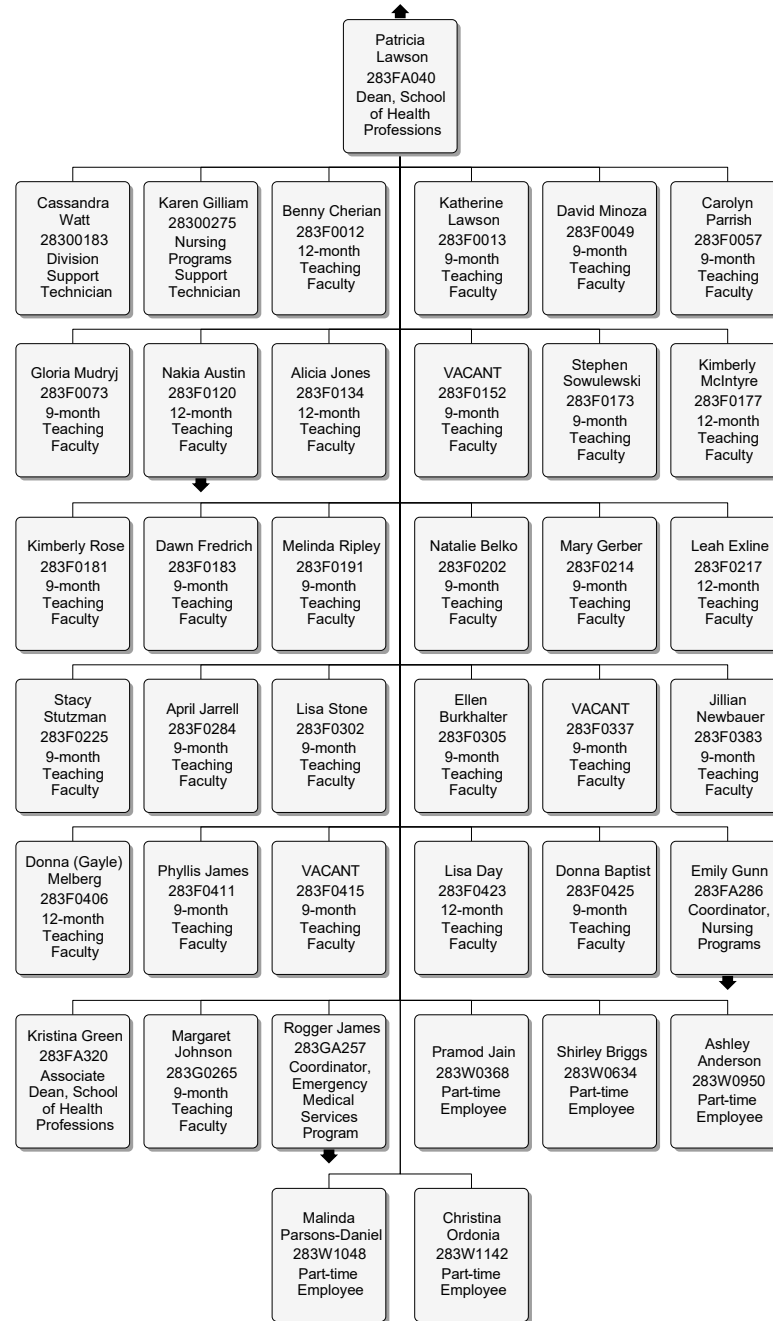 Patricia
Lawson
283FA040
Dean, School
of Health
Professions
Cassandra
Watt
28300183
Division
Support
Technician
Karen Gilliam
28300275
Nursing
Programs
Support
Technician
Benny Cherian
283F0012
12-month
Teaching
Faculty
Katherine
Lawson
283F0013
9-month
Teaching
Faculty
David Minoza
283F0049
9-month
Teaching
Faculty
Carolyn
Parrish
283F0057
9-month
Teaching
Faculty
Gloria Mudryj
283F0073
9-month
Teaching
Faculty
Nakia Austin
283F0120
12-month
Teaching
Faculty
Alicia Jones
283F0134
12-month
Teaching
Faculty
VACANT
283F0152
9-month
Teaching
Faculty
Stephen
Sowulewski
283F0173
9-month
Teaching
Faculty
Kimberly
McIntyre
283F0177
12-month
Teaching
Faculty
Kimberly Rose
283F0181
9-month
Teaching
Faculty
Dawn Fredrich
283F0183
9-month
Teaching
Faculty
Melinda Ripley
283F0191
9-month
Teaching
Faculty
Natalie Belko
283F0202
9-month
Teaching
Faculty
Mary Gerber
283F0214
9-month
Teaching
Faculty
Leah Exline
283F0217
12-month
Teaching
Faculty
Stacy
Stutzman
283F0225
9-month
Teaching
Faculty
April Jarrell
283F0284
9-month
Teaching
Faculty
Lisa Stone
283F0302
9-month
Teaching
Faculty
Ellen
Burkhalter
283F0305
9-month
Teaching
Faculty
VACANT
283F0337
9-month
Teaching
Faculty
Jillian
Newbauer
283F0383
9-month
Teaching
Faculty
Donna (Gayle)
Melberg
283F0406
12-month
Teaching
Faculty
Phyllis James
283F0411
9-month
Teaching
Faculty
VACANT
283F0415
9-month
Teaching
Faculty
Lisa Day
283F0423
12-month
Teaching
Faculty
Donna Baptist
283F0425
9-month
Teaching
Faculty
Emily Gunn
283FA286
Coordinator,
Nursing
Programs
Kristina Green
283FA320
Associate
Dean, School
of Health
Professions
Margaret
Johnson
283G0265
9-month
Teaching
Faculty
Rogger James
283GA257
Coordinator,
Emergency
Medical
Services
Program
Pramod Jain
283W0368
Part-time
Employee
Shirley Briggs
283W0634
Part-time
Employee
Ashley
Anderson
283W0950
Part-time
Employee
Malinda
Parsons-Daniel
283W1048
Part-time
Employee
Christina
Ordonia
283W1142
Part-time
Employee